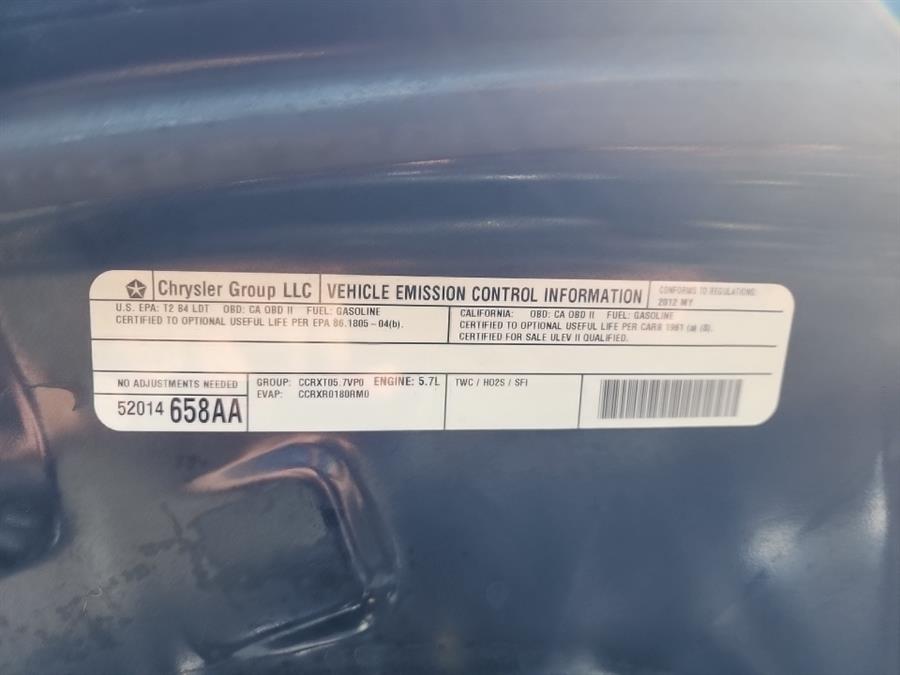 Chrysler Group LLC VEHICLE EMISSION CONTROL INFORMATION CONFORMS TO REGULATIONS:
2012 MY
U.S. EPA: T2 B4 LDT OBD: CA OBD II FUEL: GASOLINE
CERTIFIED TO OPTIONAL USEFUL LIFE PER EPA 86.1805-04(b).
CALIFORNIA: OBD: CA OBD II FUEL: GASOLINE
CERTIFIED TO OPTIONAL USEFUL LIFE PER CARB 1961 (a) (8).
CERTIFIED FOR SALE ULEV II QUALIFIED.
NO ADJUSTMENTS NEEDED
52014 658AA
GROUP: CCRXT05.7VP0 ENGINE: 5.7L
EVAP: CCRXR0180RM0
TWC / HO2S / SFI